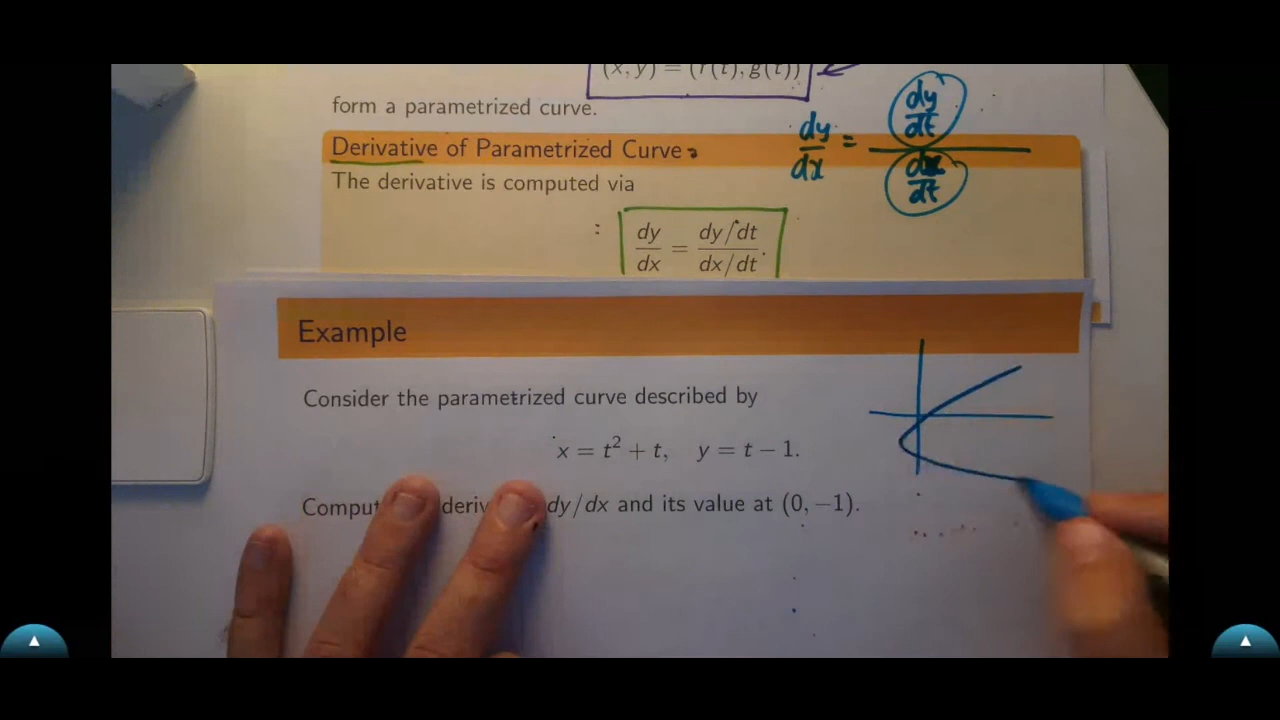 (x, y) = (f(t), g(t))
form a parametrized curve.
Derivative of Parametrized Curve
The derivative is computed via
dy/dx = dy/dt / dx/dt
dy/dx = dy/dt / dx/dt.
Example
Consider the parametrized curve described by
x = t² + t, y = t − 1.
Comput deriv dy/dx and its value at (0, −1).